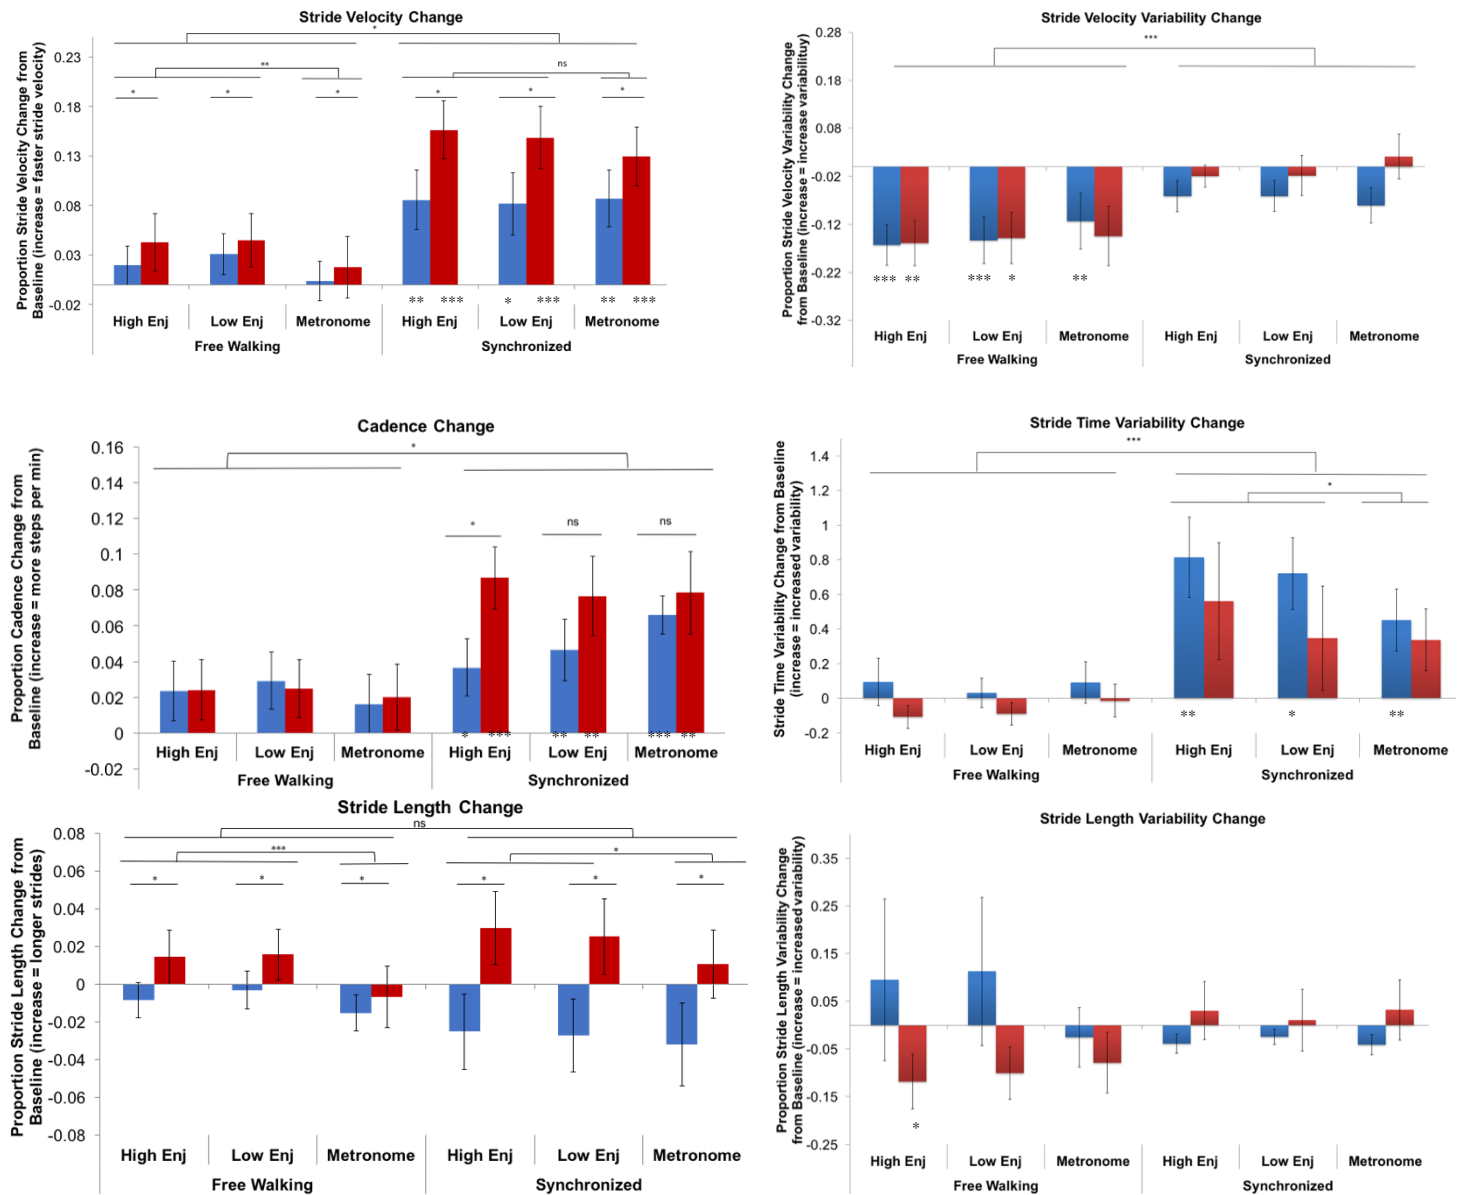 Stride Velocity Change
*
Proportion Stride Velocity Change from
Baseline (increase = faster stride velocity)
0.23
0.18
0.13
0.08
0.03
-0.02
** ns
* * * * * *
** *** * *** ** ***
High Enj Low Enj Metronome High Enj Low Enj Metronome
Free Walking Synchronized
Stride Velocity Variability Change
***
Proportion Stride Velocity Variability Change
from Baseline (increase = increase variabilituy)
0.28
0.18
0.08
-0.02
-0.12
-0.22
-0.32
*** ** *** * **
High Enj Low Enj Metronome High Enj Low Enj Metronome
Free Walking Synchronized
Cadence Change
*
Proportion Cadence Change from
Baseline (increase = more steps per min)
0.16
0.14
0.12
0.1
0.08
0.06
0.04
0.02
0
-0.02
* ns ns
* *** ** ** *** **
High Enj Low Enj Metronome High Enj Low Enj Metronome
Free Walking Synchronized
Stride Time Variability Change
***
*
Stride Time Variability Change from Baseline
(increase = increased variability)
1.4
1.2
1
0.8
0.6
0.4
0.2
0
-0.2
** * **
High Enj Low Enj Metronome High Enj Low Enj Metronome
Free Walking Synchronized
Stride Length Change
ns
Proportion Stride Length Change from
Baseline (increase = longer strides)
0.08
0.06
0.04
0.02
0
-0.02
-0.04
-0.06
-0.08
*** *
* * * * * *
High Enj Low Enj Metronome High Enj Low Enj Metronome
Free Walking Synchronized
Stride Length Variability Change
Proportion Stride Length Variability Change
from Baseline (increase = increased variability)
0.35
0.25
0.15
0.05
-0.05
-0.15
-0.25
*
High Enj Low Enj Metronome High Enj Low Enj Metronome
Free Walking Synchronized